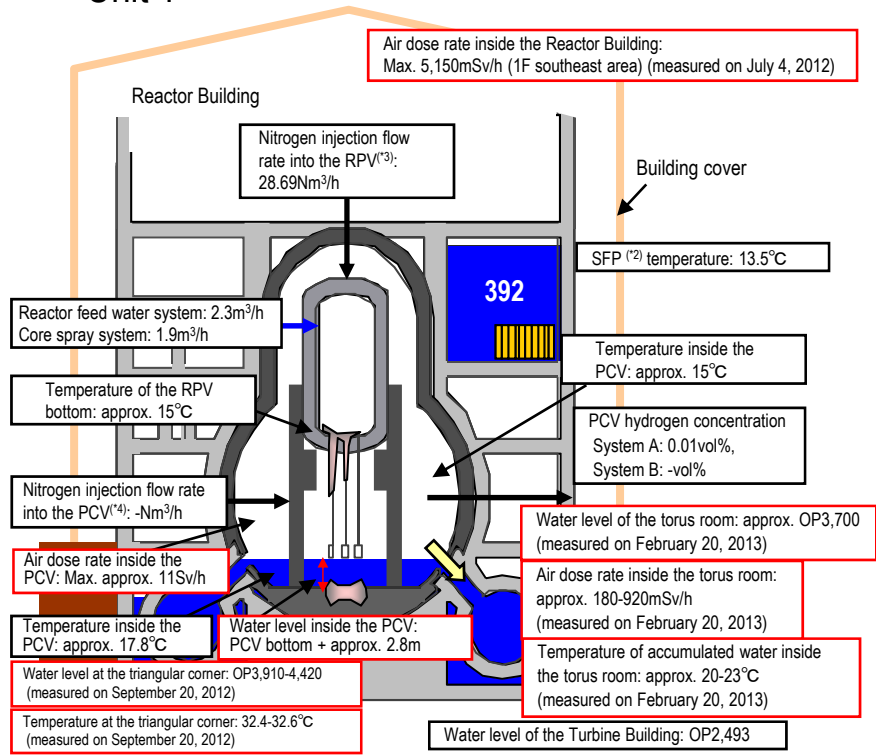 Air dose rate inside the Reactor Building:
Max. 5,150mSv/h (1F southeast area) (measured on July 4, 2012)
Reactor Building
Nitrogen injection flow
rate into the RPV(*3):
28.69Nm3/h
Building cover
SFP (*2) temperature: 13.5℃
392
Reactor feed water system: 2.3m3/h
Core spray system: 1.9m3/h
Temperature inside the
PCV: approx. 15℃
Temperature of the RPV
bottom: approx. 15℃
PCV hydrogen concentration
System A: 0.01vol%,
System B: -vol%
Nitrogen injection flow rate
into the PCV(*4): -Nm3/h
Water level of the torus room: approx. OP3,700
(measured on February 20, 2013)
Air dose rate inside the
PCV: Max. approx. 11Sv/h
Air dose rate inside the torus room:
approx. 180-920mSv/h
(measured on February 20, 2013)
Temperature inside the
PCV: approx. 17.8℃
Water level inside the PCV:
PCV bottom + approx. 2.8m
Temperature of accumulated water inside
the torus room: approx. 20-23℃
(measured on February 20, 2013)
Water level at the triangular corner: OP3,910-4,420
(measured on September 20, 2012)
Temperature at the triangular corner: 32.4-32.6℃
(measured on September 20, 2012)
Water level of the Turbine Building: OP2,493